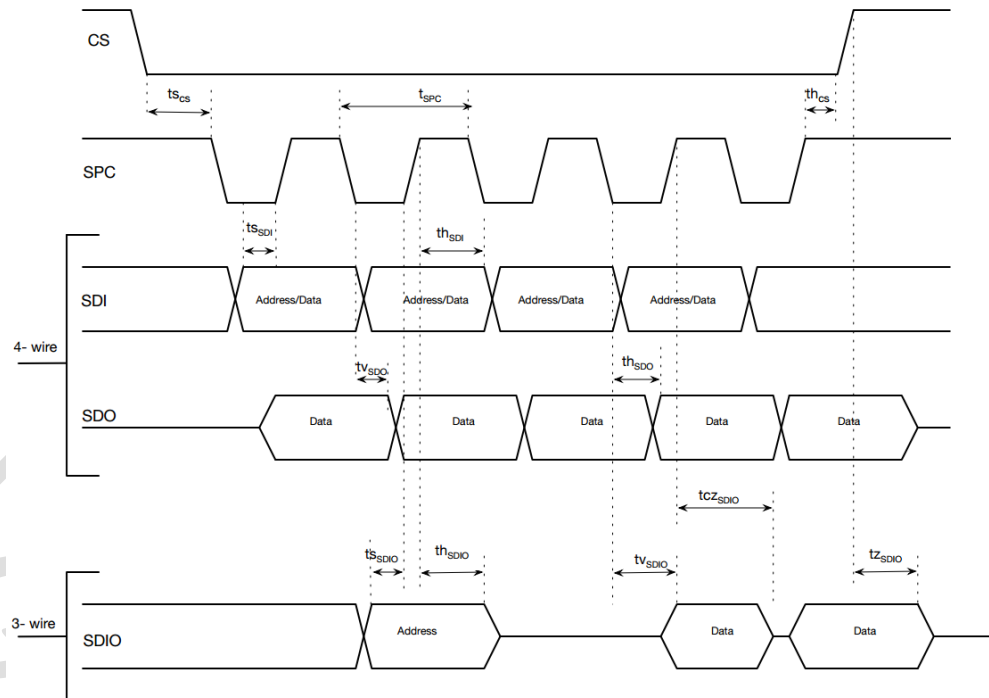 CS
ts_CS
t_SPC
th_CS
SPC
ts_SDI
th_SDI
SDI
Address/Data
Address/Data
Address/Data
Address/Data
4- wire
tv_SDO
th_SDO
SDO
Data
Data
Data
Data
Data
tcz_SDIO
ts_SDIO
th_SDIO
tv_SDIO
tz_SDIO
3- wire
SDIO
Address
Data
Data